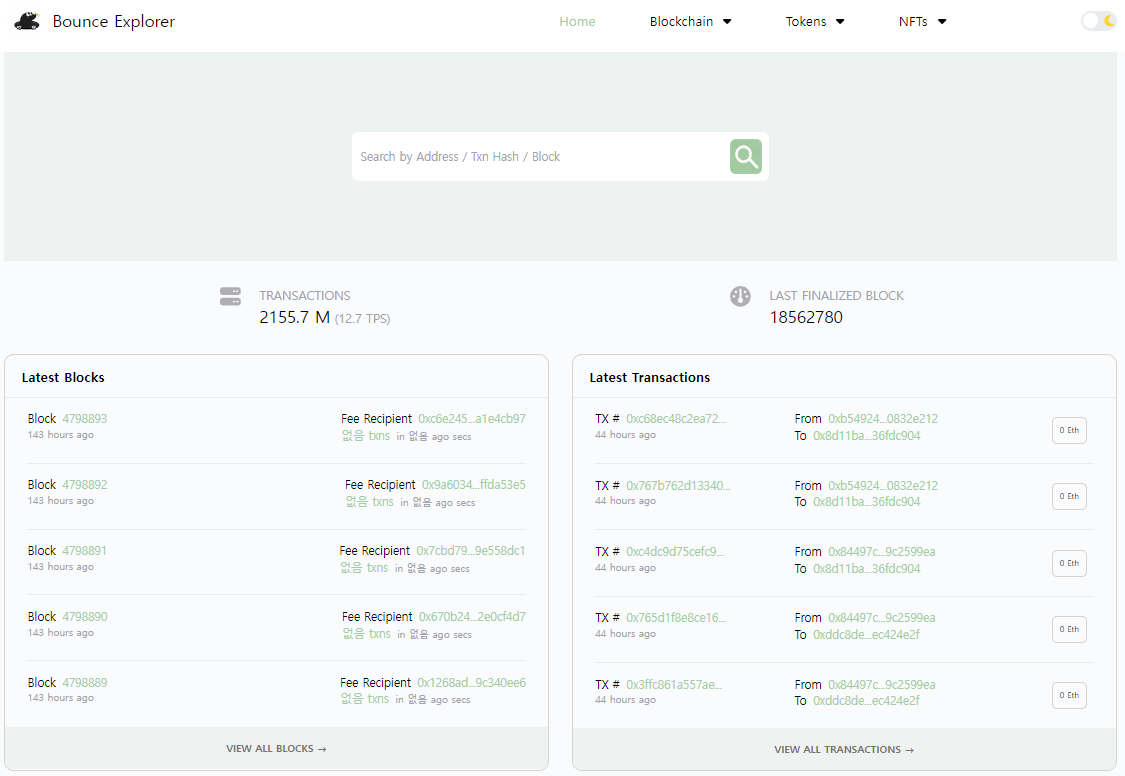 Bounce Explorer
Home
Blockchain
Tokens
NFTs
Search by Address / Txn Hash / Block
TRANSACTIONS
2155.7 M (12.7 TPS)
LAST FINALIZED BLOCK
18562780
Latest Blocks
Block 4798893
143 hours ago
Fee Recipient 0xc6e245...a1e4cb97
없음 txns in 없음 ago secs
Block 4798892
143 hours ago
Fee Recipient 0x9a6034...ffda53e5
없음 txns in 없음 ago secs
Block 4798891
143 hours ago
Fee Recipient 0x7cbd79...9e558dc1
없음 txns in 없음 ago secs
Block 4798890
143 hours ago
Fee Recipient 0x670b24...2e0cf4d7
없음 txns in 없음 ago secs
Block 4798889
143 hours ago
Fee Recipient 0x1268ad...9c340ee6
없음 txns in 없음 ago secs
VIEW ALL BLOCKS →
Latest Transactions
TX # 0xc68ec48c2ea72...
44 hours ago
From 0xb54924...0832e212
To 0x8d11ba...36fdc904
0 Eth
TX # 0x767b762d13340...
44 hours ago
From 0xb54924...0832e212
To 0x8d11ba...36fdc904
0 Eth
TX # 0xc4dc9d75cefc9...
44 hours ago
From 0x84497c...9c2599ea
To 0x8d11ba...36fdc904
0 Eth
TX # 0x765d1f8e8ce16...
44 hours ago
From 0x84497c...9c2599ea
To 0xddc8de...ec424e2f
0 Eth
TX # 0x3ffc861a557ae...
44 hours ago
From 0x84497c...9c2599ea
To 0xddc8de...ec424e2f
0 Eth
VIEW ALL TRANSACTIONS →